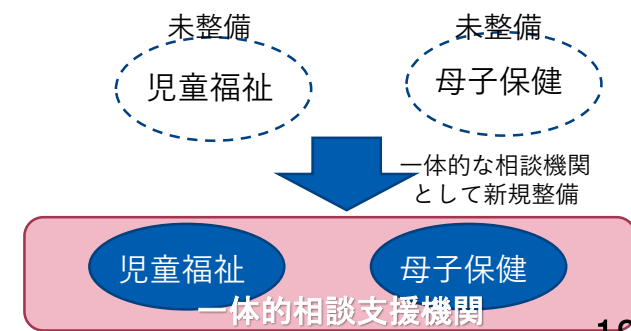 未整備
未整備
児童福祉
母子保健
一体的な相談機関
として新規整備
児童福祉
母子保健
一体的相談支援機関